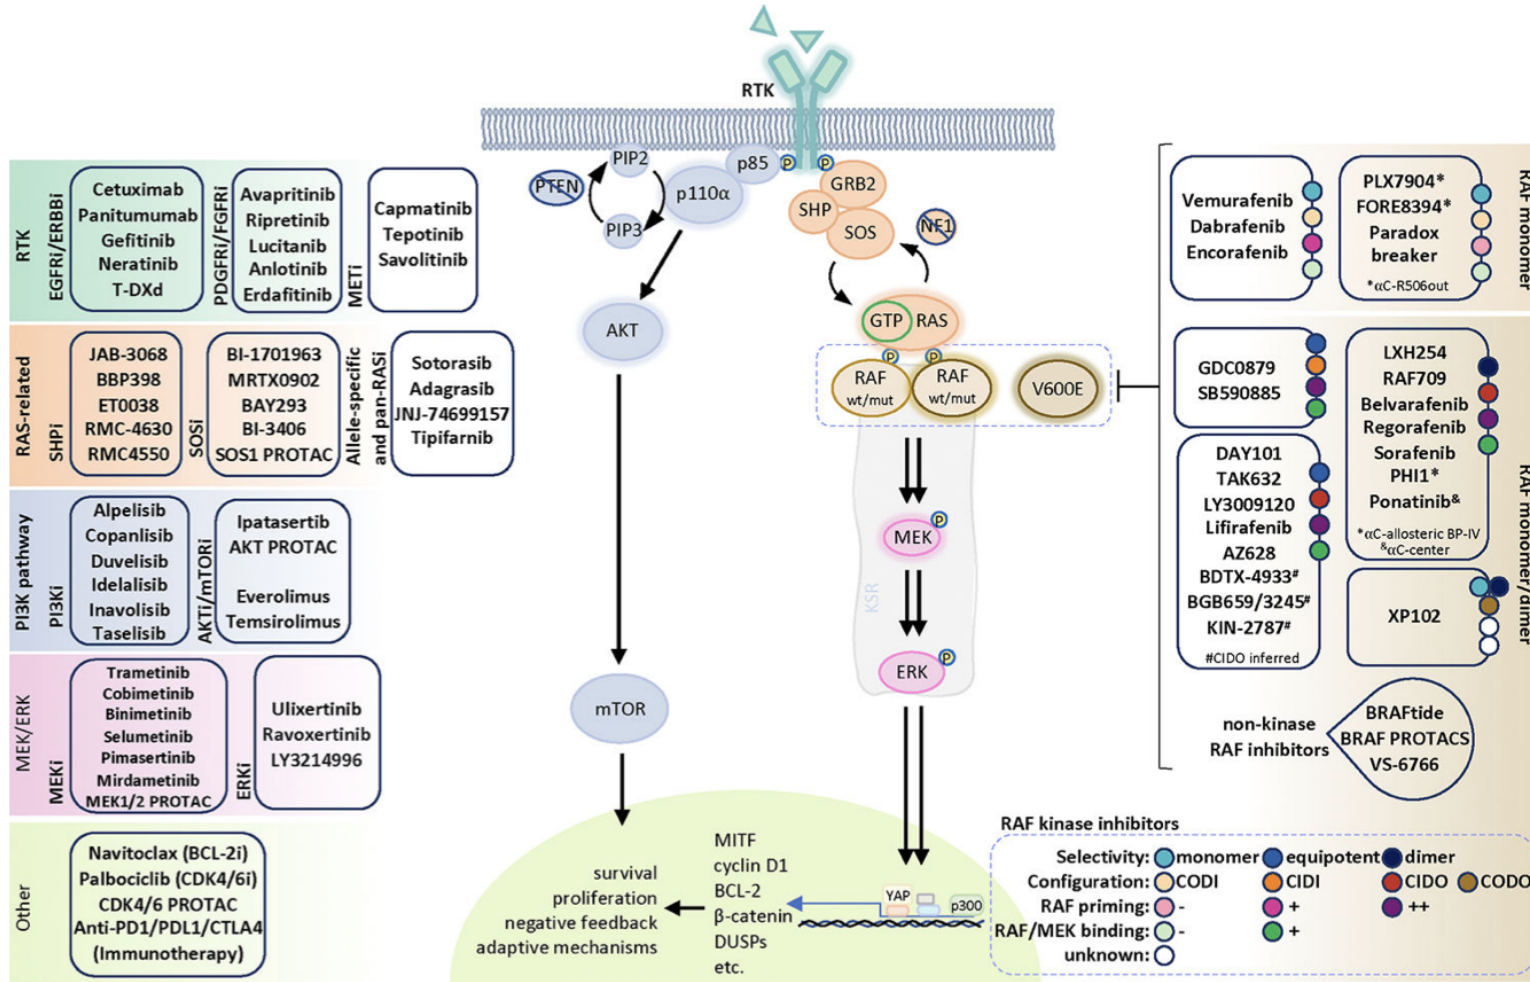 RTK
PIP2
PTEN
PIP3
p110α
p85
P
P
GRB2
SHP
SOS
NF1
AKT
GTP RAS
P
P
RAF
wt/mut
RAF
wt/mut
V600E
MEK
P
KSR
ERK
P
mTOR
survival
proliferation
negative feedback
adaptive mechanisms
MITF
cyclin D1
BCL-2
β-catenin
DUSPs
etc.
YAP
p300
RTK
EGFRi/ERBBi
Cetuximab
Panitumumab
Gefitinib
Neratinib
T-DXd
PDGFRi/FGFRi
Avapritinib
Ripretinib
Lucitanib
Anlotinib
Erdafitinib
METi
Capmatinib
Tepotinib
Savolitinib
RAS-related
SHPi
JAB-3068
BBP398
ET0038
RMC-4630
RMC4550
SOSi
BI-1701963
MRTX0902
BAY293
BI-3406
SOS1 PROTAC
Allele-specific
and pan-RASi
Sotorasib
Adagrasib
JNJ-74699157
Tipifarnib
PI3K pathway
PI3Ki
Alpelisib
Copanlisib
Duvelisib
Idelalisib
Inavolisib
Taselisib
AKTi/mTORi
Ipatasertib
AKT PROTAC
Everolimus
Temsirolimus
MEK/ERK
MEKi
Trametinib
Cobimetinib
Binimetinib
Selumetinib
Pimasertinib
Mirdametinib
MEK1/2 PROTAC
ERKi
Ulixertinib
Ravoxertinib
LY3214996
Other
Navitoclax (BCL-2i)
Palbociclib (CDK4/6i)
CDK4/6 PROTAC
Anti-PD1/PDL1/CTLA4
(Immunotherapy)
RAF monomer
Vemurafenib
Dabrafenib
Encorafenib
PLX7904*
FORE8394*
Paradox
breaker
*αC-R506out
RAF monomer/dimer
GDC0879
SB590885
LXH254
RAF709
Belvarafenib
Regorafenib
Sorafenib
PHI1*
Ponatinib&
*αC-allosteric BP-IV
&αC-center
DAY101
TAK632
LY3009120
Lifirafenib
AZ628
BDTX-4933#
BGB659/3245#
KIN-2787#
#CIDO inferred
XP102
non-kinase
RAF inhibitors
BRAFtide
BRAF PROTACS
VS-6766
RAF kinase inhibitors
Selectivity: monomer equipotent dimer
Configuration: CODI CIDI CIDO CODO
RAF priming: - + ++
RAF/MEK binding: - +
unknown: